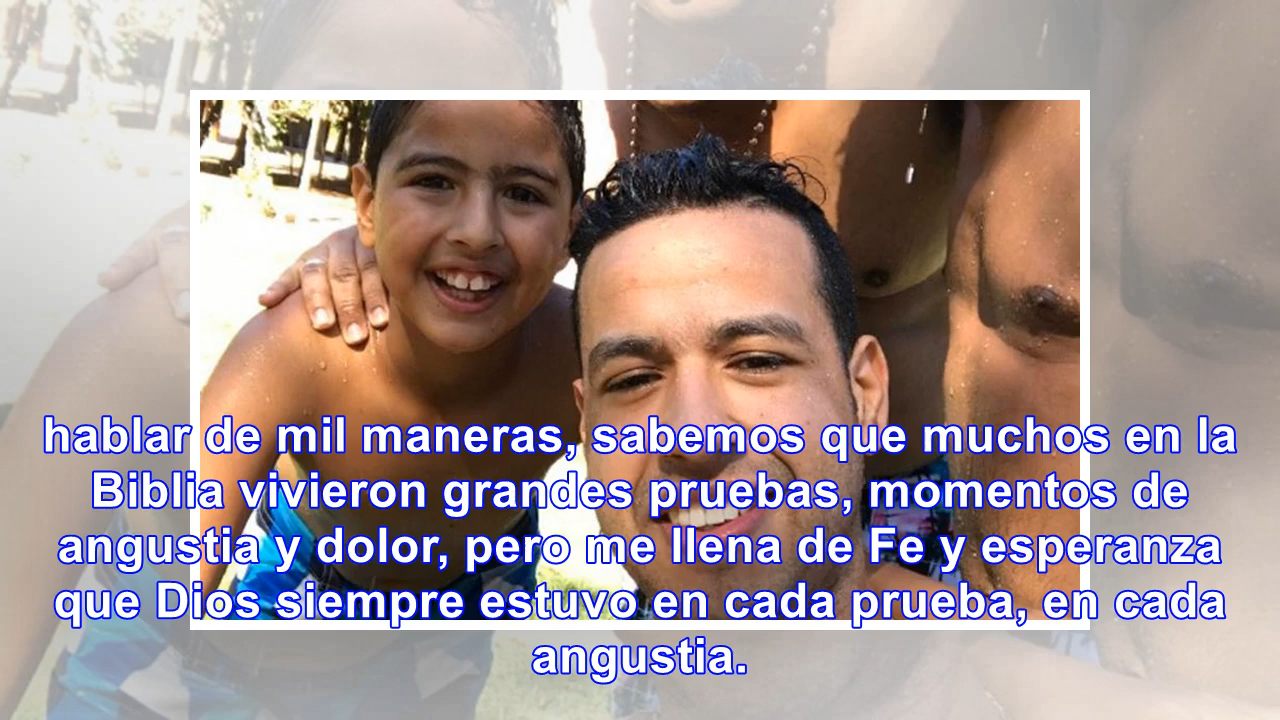 hablar de mil maneras, sabemos que muchos en la
Biblia vivieron grandes pruebas, momentos de
angustia y dolor, pero me llena de Fe y esperanza
que Dios siempre estuvo en cada prueba, en cada
angustia.